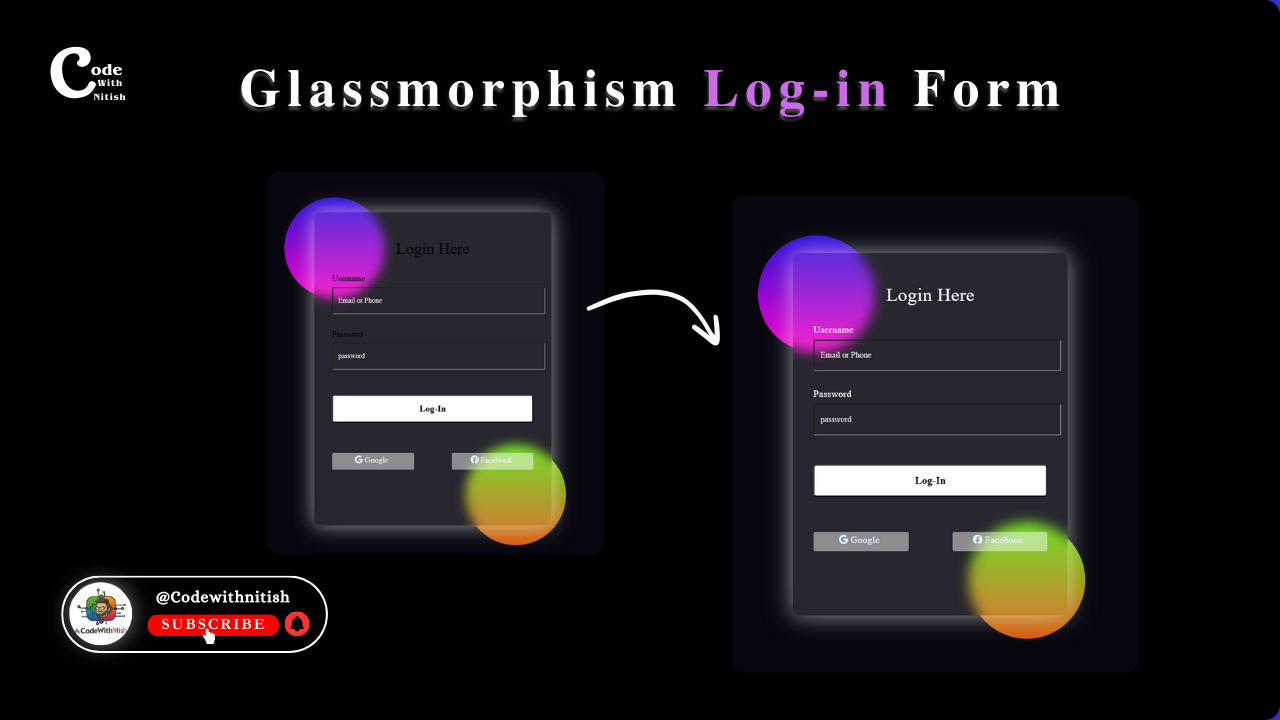 Code
With
Nitish
Glassmorphism Log-in Form
Login Here
Username
Email or Phone
Password
password
Log-In
Google
Facebook
Login Here
Username
Email or Phone
Password
password
Log-In
Google
Facebook
@Codewithnitish
SUBSCRIBE
CodeWithNitish